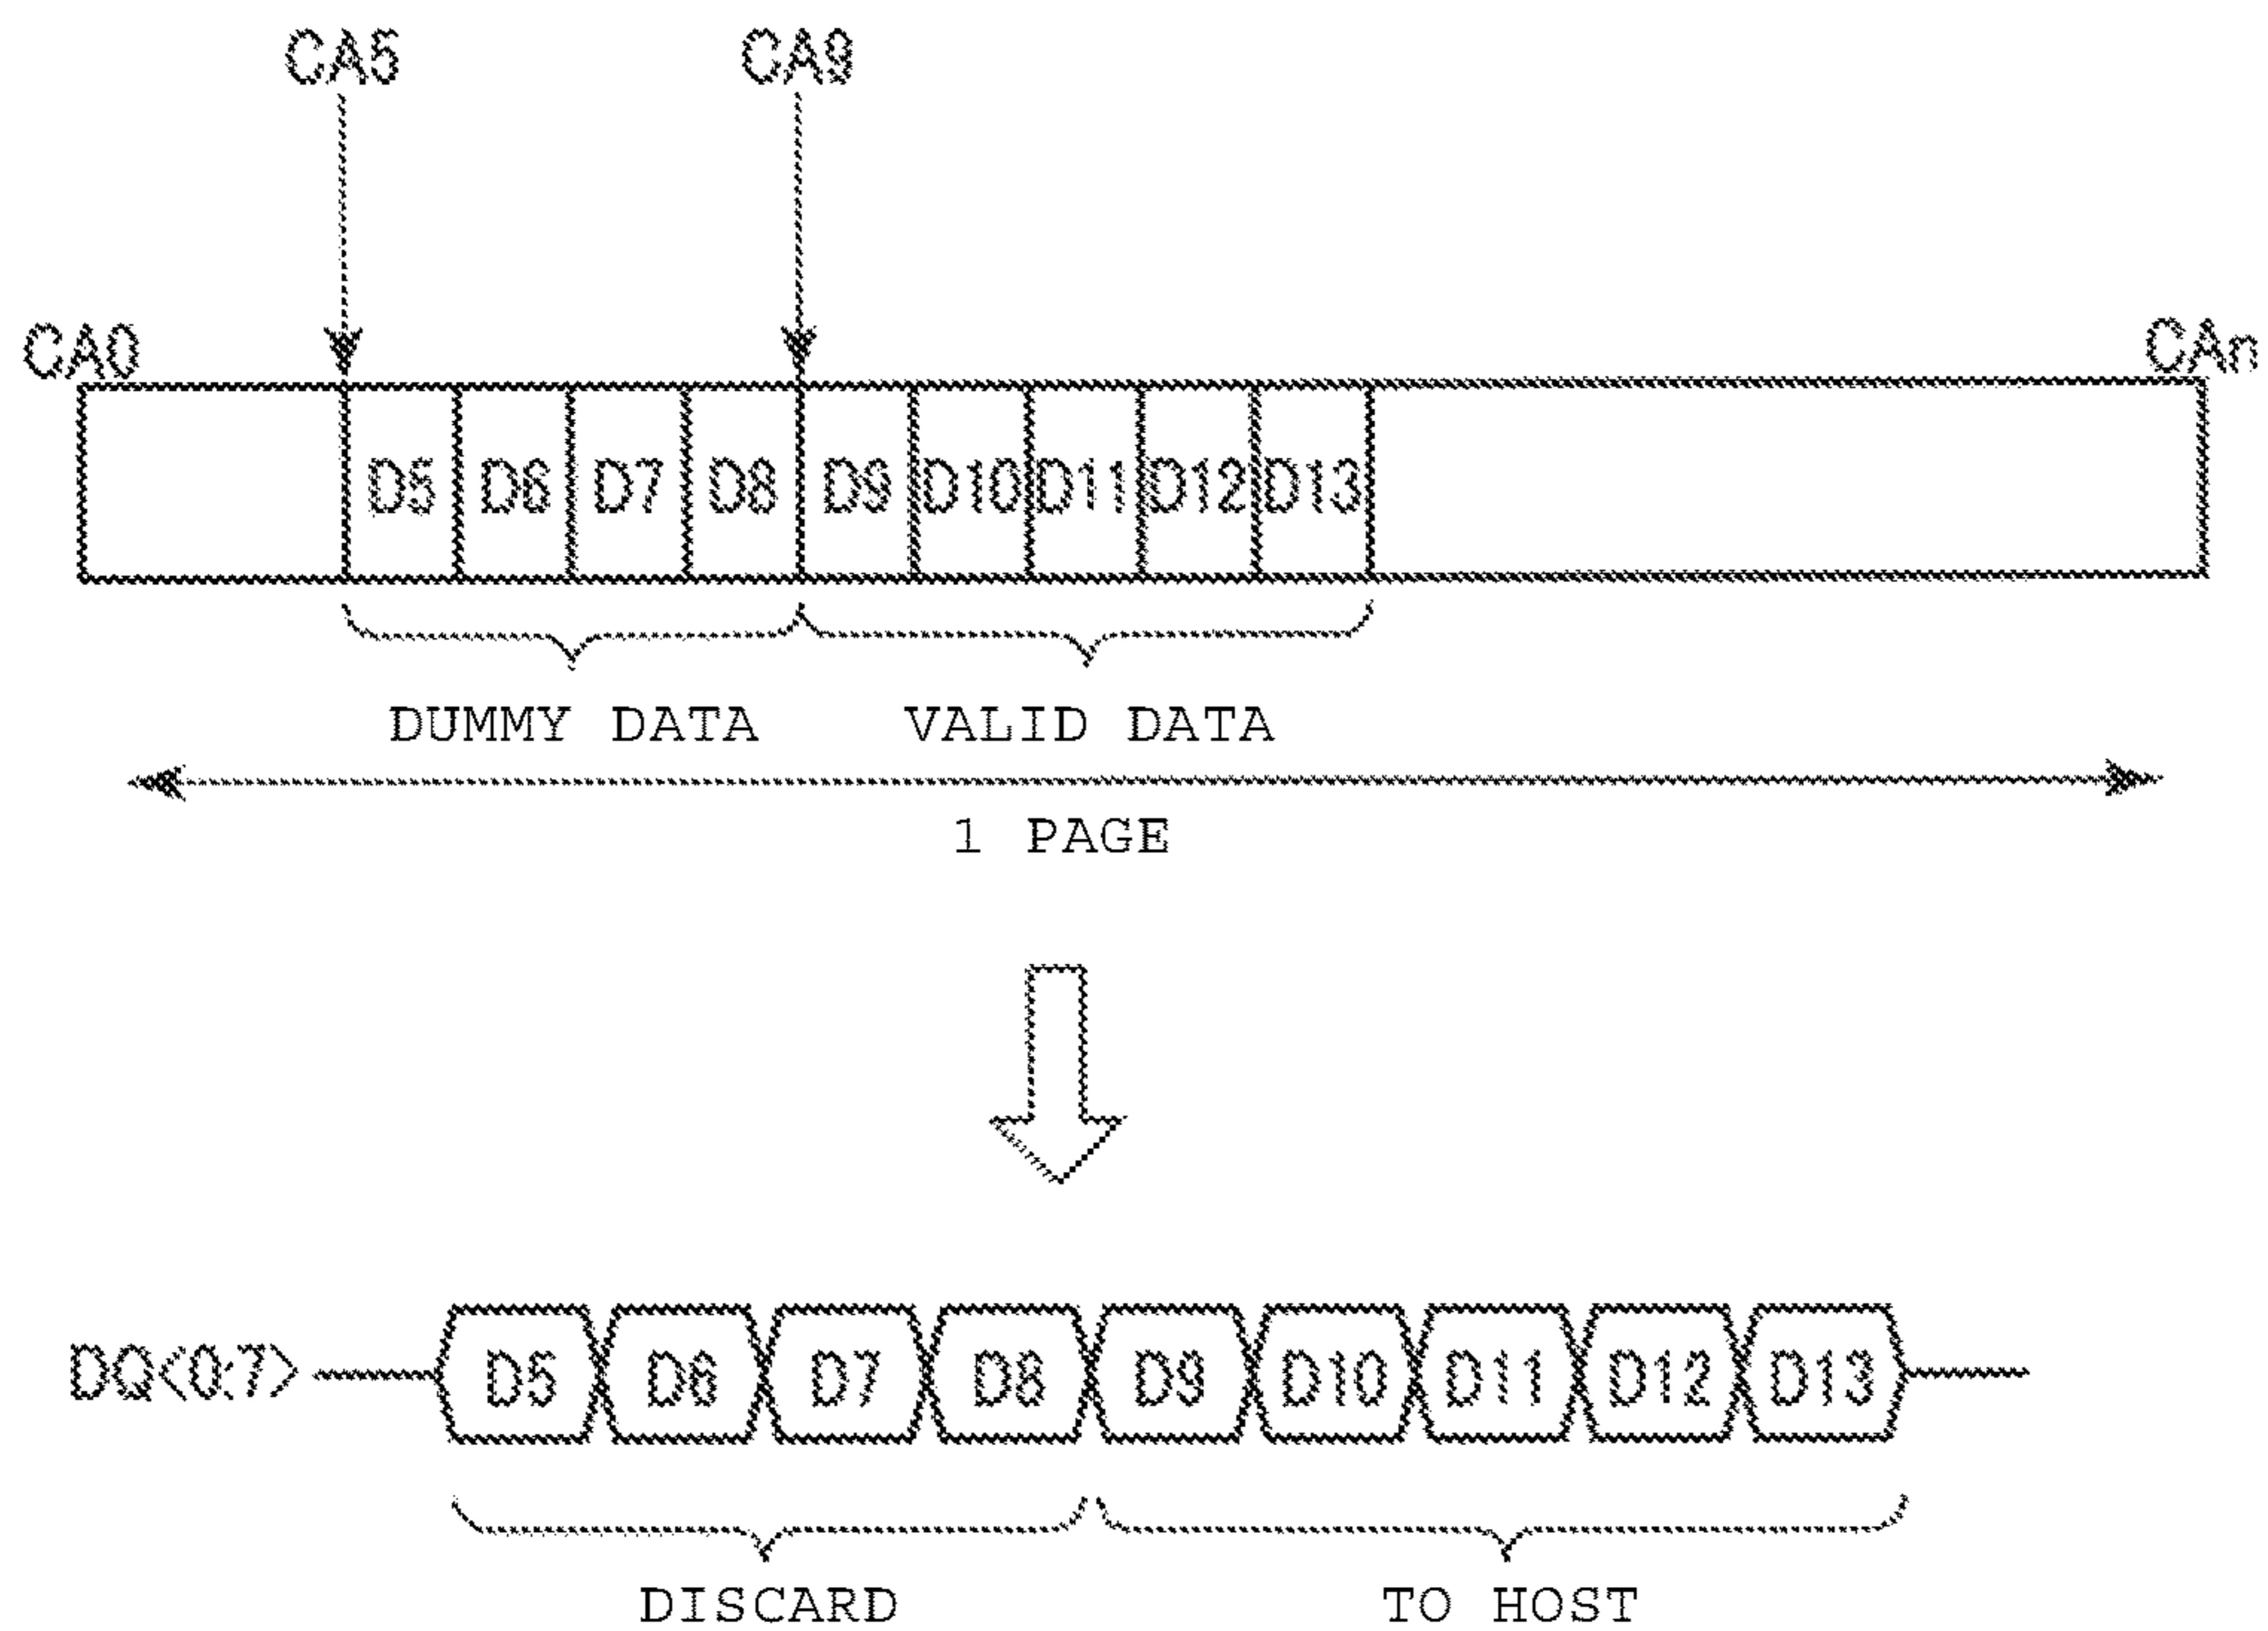 CA5 CA9
CA0 CAn
D5 D6 D7 D8 D9 D10 D11 D12 D13
DUMMY DATA VALID DATA
1 PAGE
DQ<0:7> D5 D6 D7 D8 D9 D10 D11 D12 D13
DISCARD TO HOST